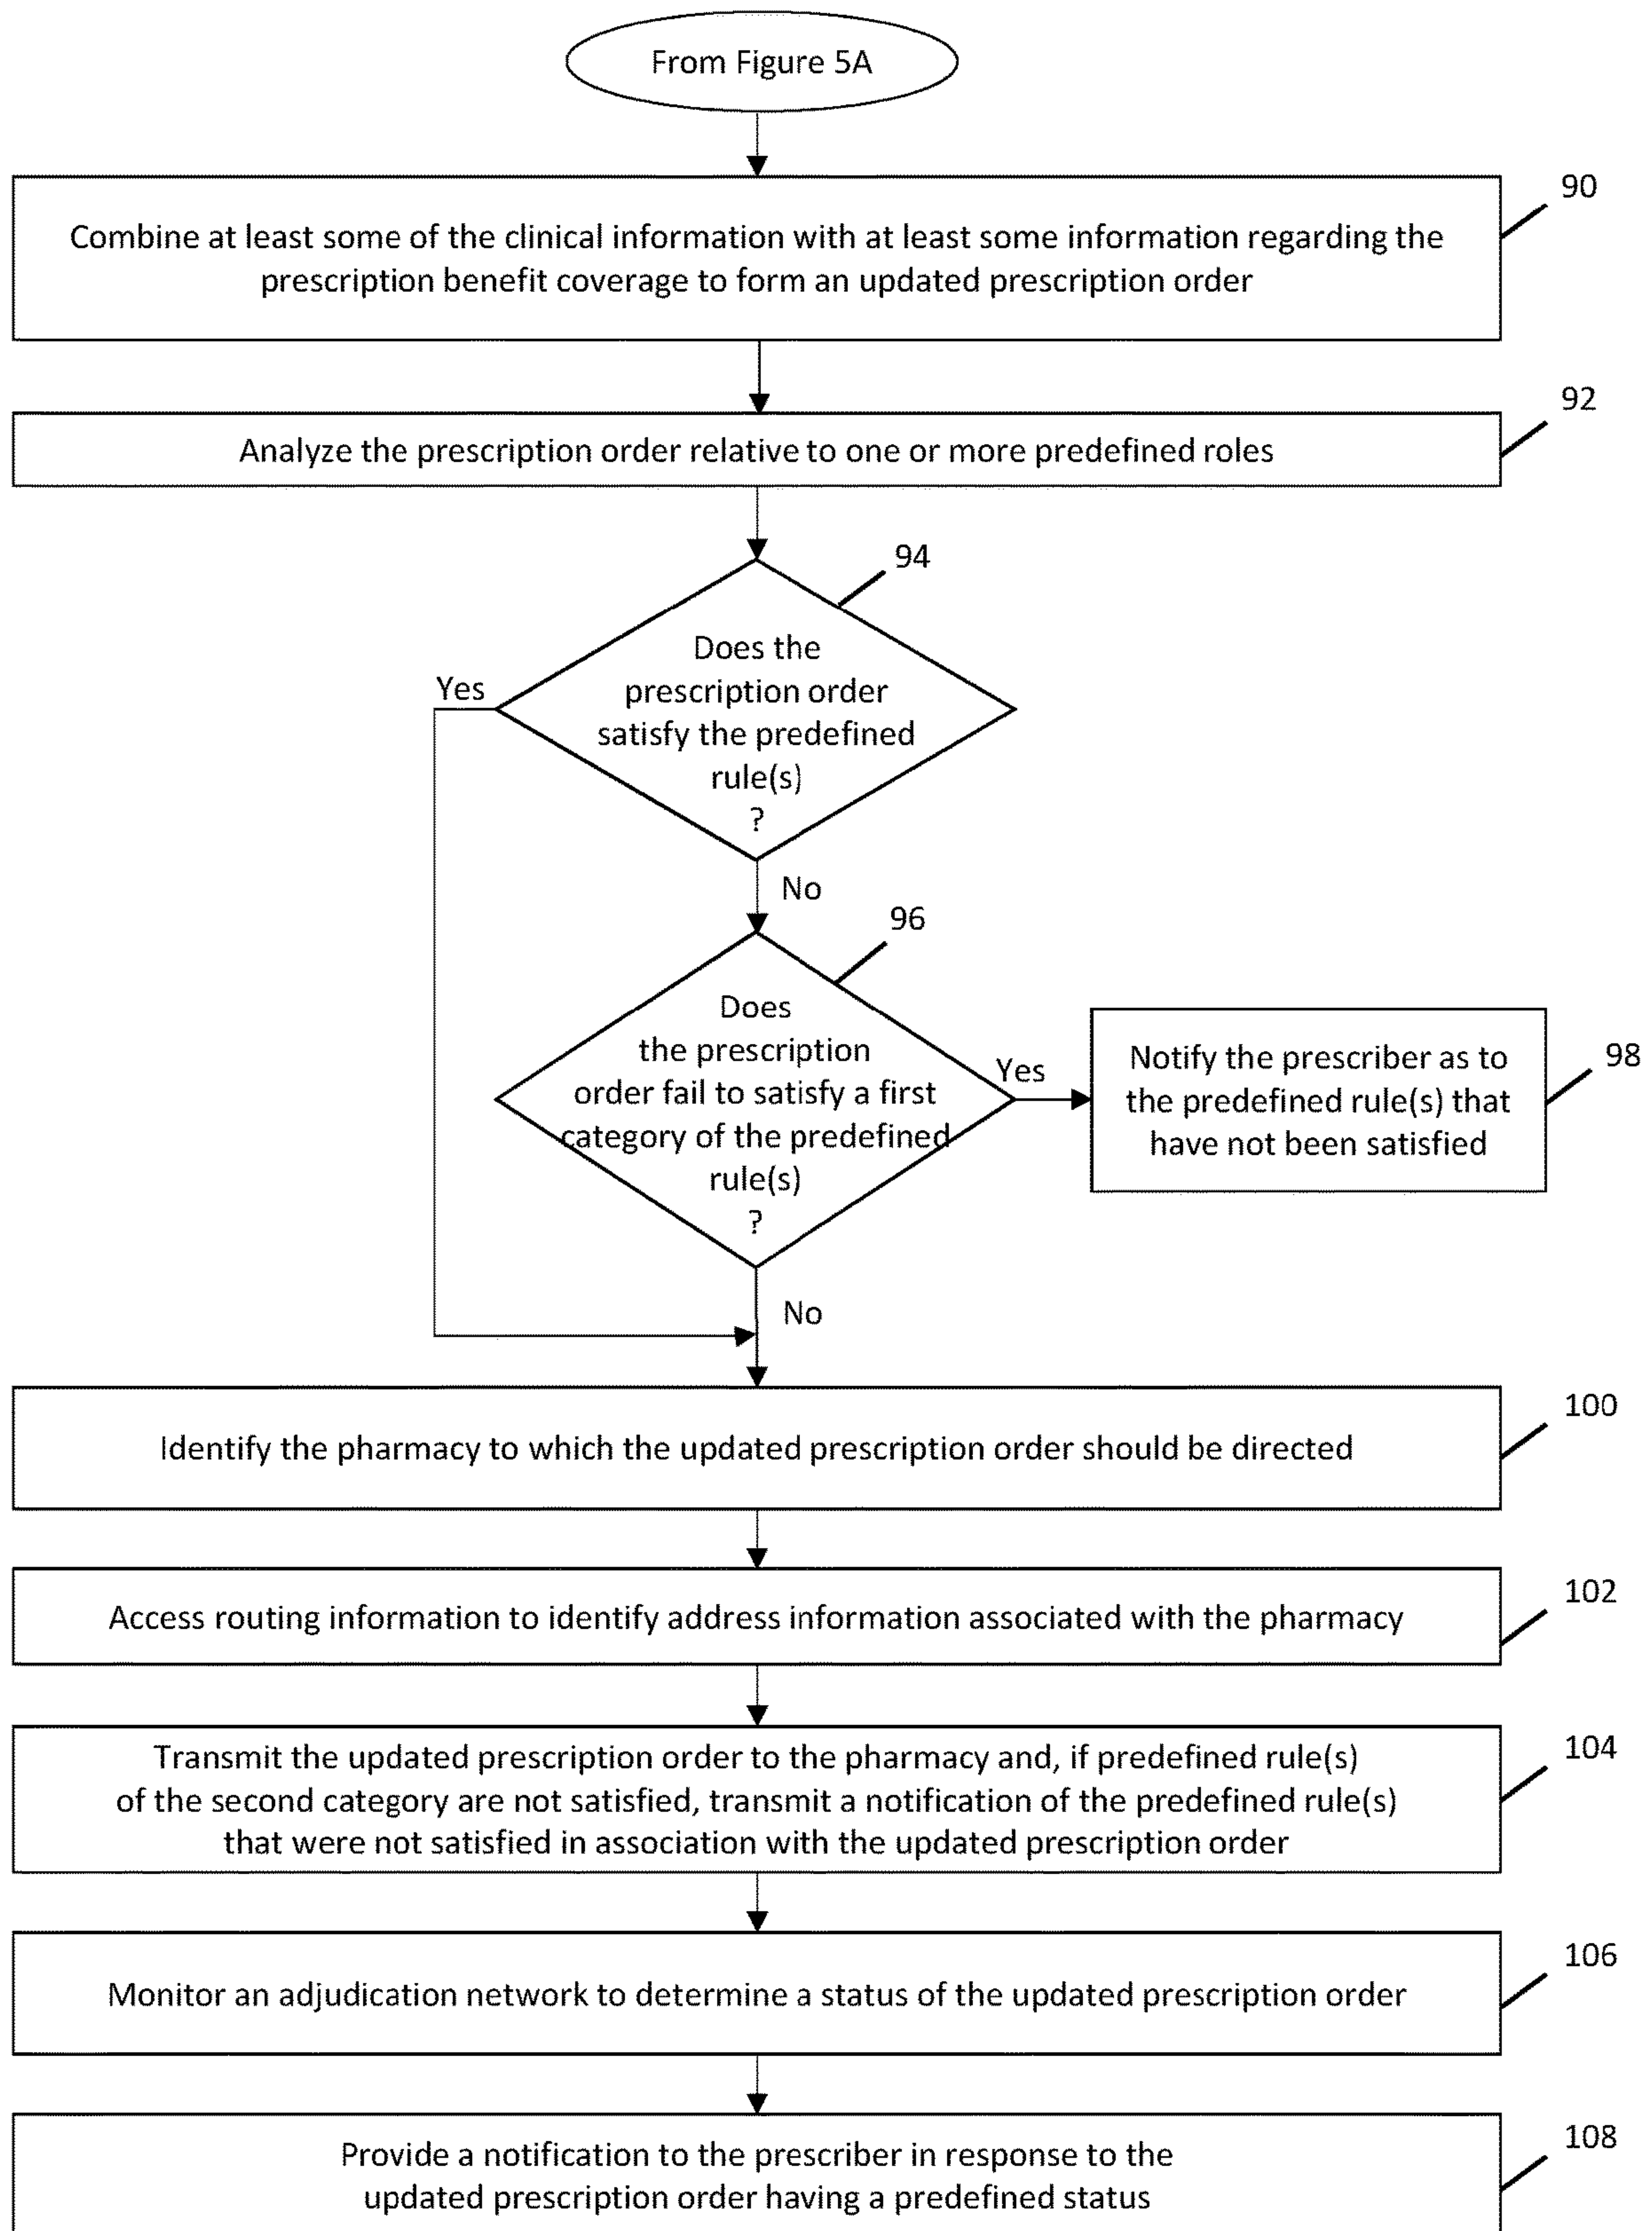 From Figure 5A
90
Combine at least some of the clinical information with at least some information regarding the
prescription benefit coverage to form an updated prescription order
92
Analyze the prescription order relative to one or more predefined roles
94
Does the
prescription order
satisfy the predefined
rule(s)
?
Yes
No
96
Does
the prescription
order fail to satisfy a first
category of the predefined
rule(s)
?
Yes
No
98
Notify the prescriber as to
the predefined rule(s) that
have not been satisfied
100
Identify the pharmacy to which the updated prescription order should be directed
102
Access routing information to identify address information associated with the pharmacy
104
Transmit the updated prescription order to the pharmacy and, if predefined rule(s)
of the second category are not satisfied, transmit a notification of the predefined rule(s)
that were not satisfied in association with the updated prescription order
106
Monitor an adjudication network to determine a status of the updated prescription order
108
Provide a notification to the prescriber in response to the
updated prescription order having a predefined status